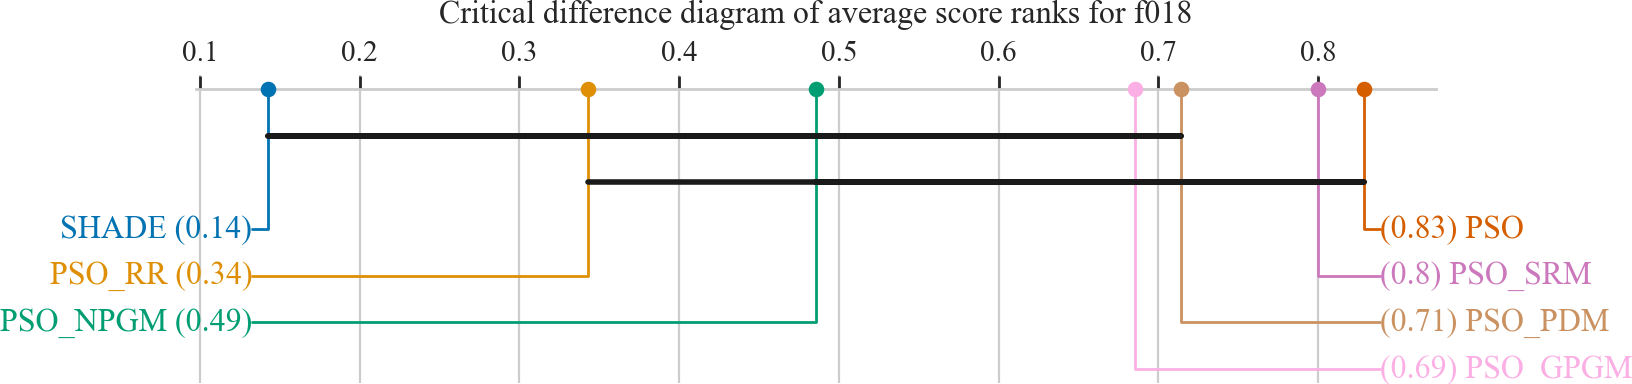 Critical difference diagram of average score ranks for f018
0.1 0.2 0.3 0.4 0.5 0.6 0.7 0.8
SHADE (0.14)
PSO_RR (0.34)
PSO_NPGM (0.49)
(0.83) PSO
(0.8) PSO_SRM
(0.71) PSO_PDM
(0.69) PSO_GPGM